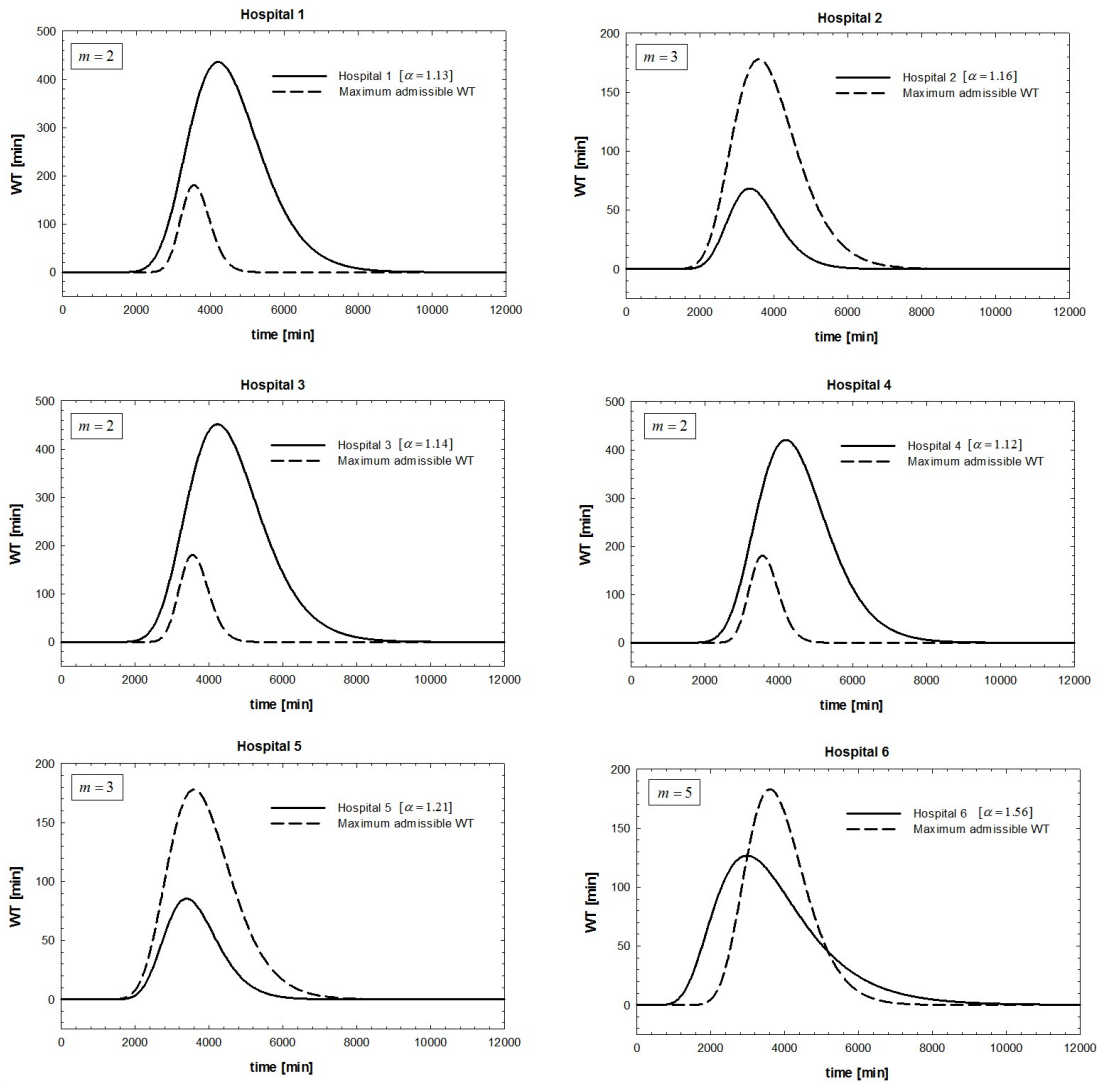 Hospital 1
500
400
300
200
100
0
WT [min]
m = 2
Hospital 1 [α = 1.13]
Maximum admissible WT
0 2000 4000 6000 8000 10000 12000
time [min]
Hospital 2
200
150
100
50
0
WT [min]
m = 3
Hospital 2 [α = 1.16]
Maximum admissible WT
0 2000 4000 6000 8000 10000 12000
time [min]
Hospital 3
500
400
300
200
100
0
WT [min]
m = 2
Hospital 3 [α = 1.14]
Maximum admissible WT
0 2000 4000 6000 8000 10000 12000
time [min]
Hospital 4
500
400
300
200
100
0
WT [min]
m = 2
Hospital 4 [α = 1.12]
Maximum admissible WT
0 2000 4000 6000 8000 10000 12000
time [min]
Hospital 5
200
150
100
50
0
WT [min]
m = 3
Hospital 5 [α = 1.21]
Maximum admissible WT
0 2000 4000 6000 8000 10000 12000
time [min]
Hospital 6
200
150
100
50
0
WT [min]
m = 5
Hospital 6 [α = 1.56]
Maximum admissible WT
0 2000 4000 6000 8000 10000 12000
time [min]